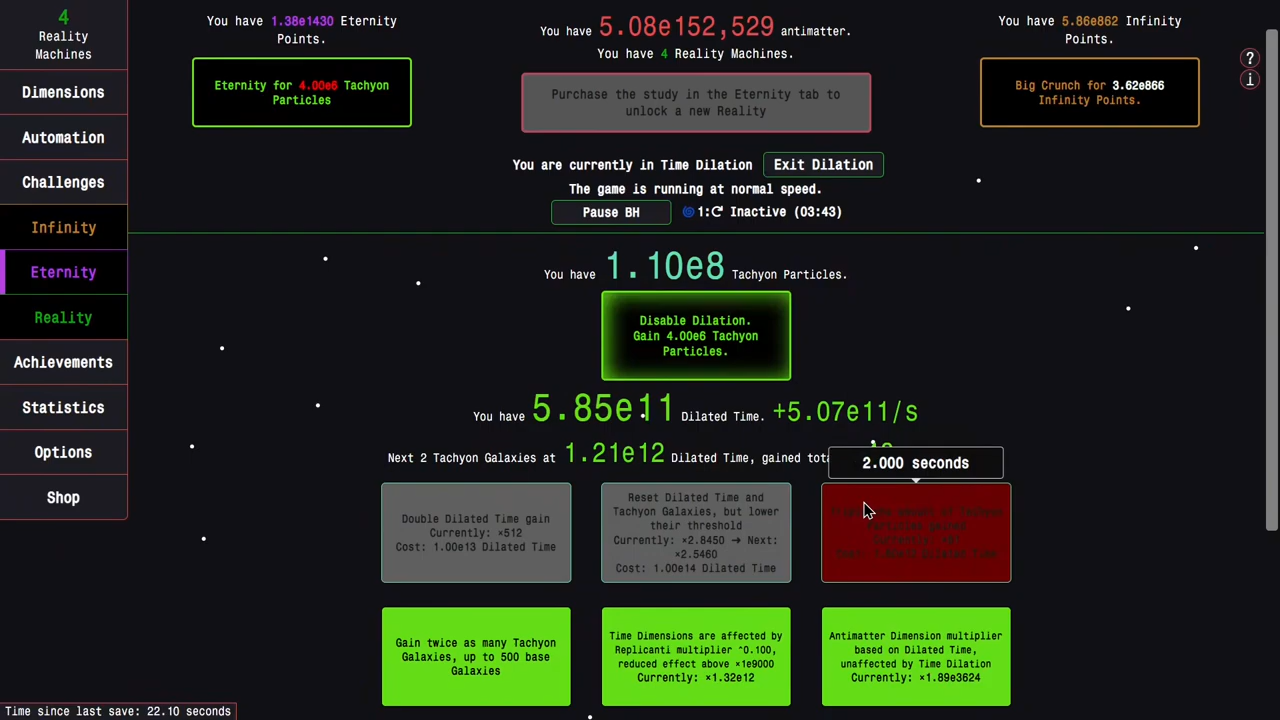 4
Reality
Machines
Dimensions
Automation
Challenges
Infinity
Eternity
Reality
Achievements
Statistics
Options
Shop
You have 1.38e1430 Eternity
Points.
Eternity for 4.00e6 Tachyon
Particles
You have 5.08e152,529 antimatter.
You have 4 Reality Machines.
Purchase the study in the Eternity tab to
unlock a new Reality
You have 5.86e862 Infinity
Points.
Big Crunch for 3.62e866
Infinity Points.
?
i
You are currently in Time Dilation
Exit Dilation
The game is running at normal speed.
Pause BH
1: Inactive (03:43)
You have 1.10e8 Tachyon Particles.
Disable Dilation.
Gain 4.00e6 Tachyon
Particles.
You have 5.85e11 Dilated Time. +5.07e11/s
Next 2 Tachyon Galaxies at 1.21e12 Dilated Time, gained
2.000 seconds
Double Dilated Time gain
Currently: ×512
Cost: 1.00e13 Dilated Time
Reset Dilated Time and
Tachyon Galaxies, but lower
their threshold
Currently: ×2.8450 → Next:
×2.5460
Cost: 1.00e14 Dilated Time
amount of Tachyon
Particles gained
Currently:
Cost: Dilated Time
Gain twice as many Tachyon
Galaxies, up to 500 base
Galaxies
Time Dimensions are affected by
Replicanti multiplier ^0.100,
reduced effect above ×1e9000
Currently: ×1.32e12
Antimatter Dimension multiplier
based on Dilated Time,
unaffected by Time Dilation
Currently: ×1.89e3624
Time since last save: 22.10 seconds